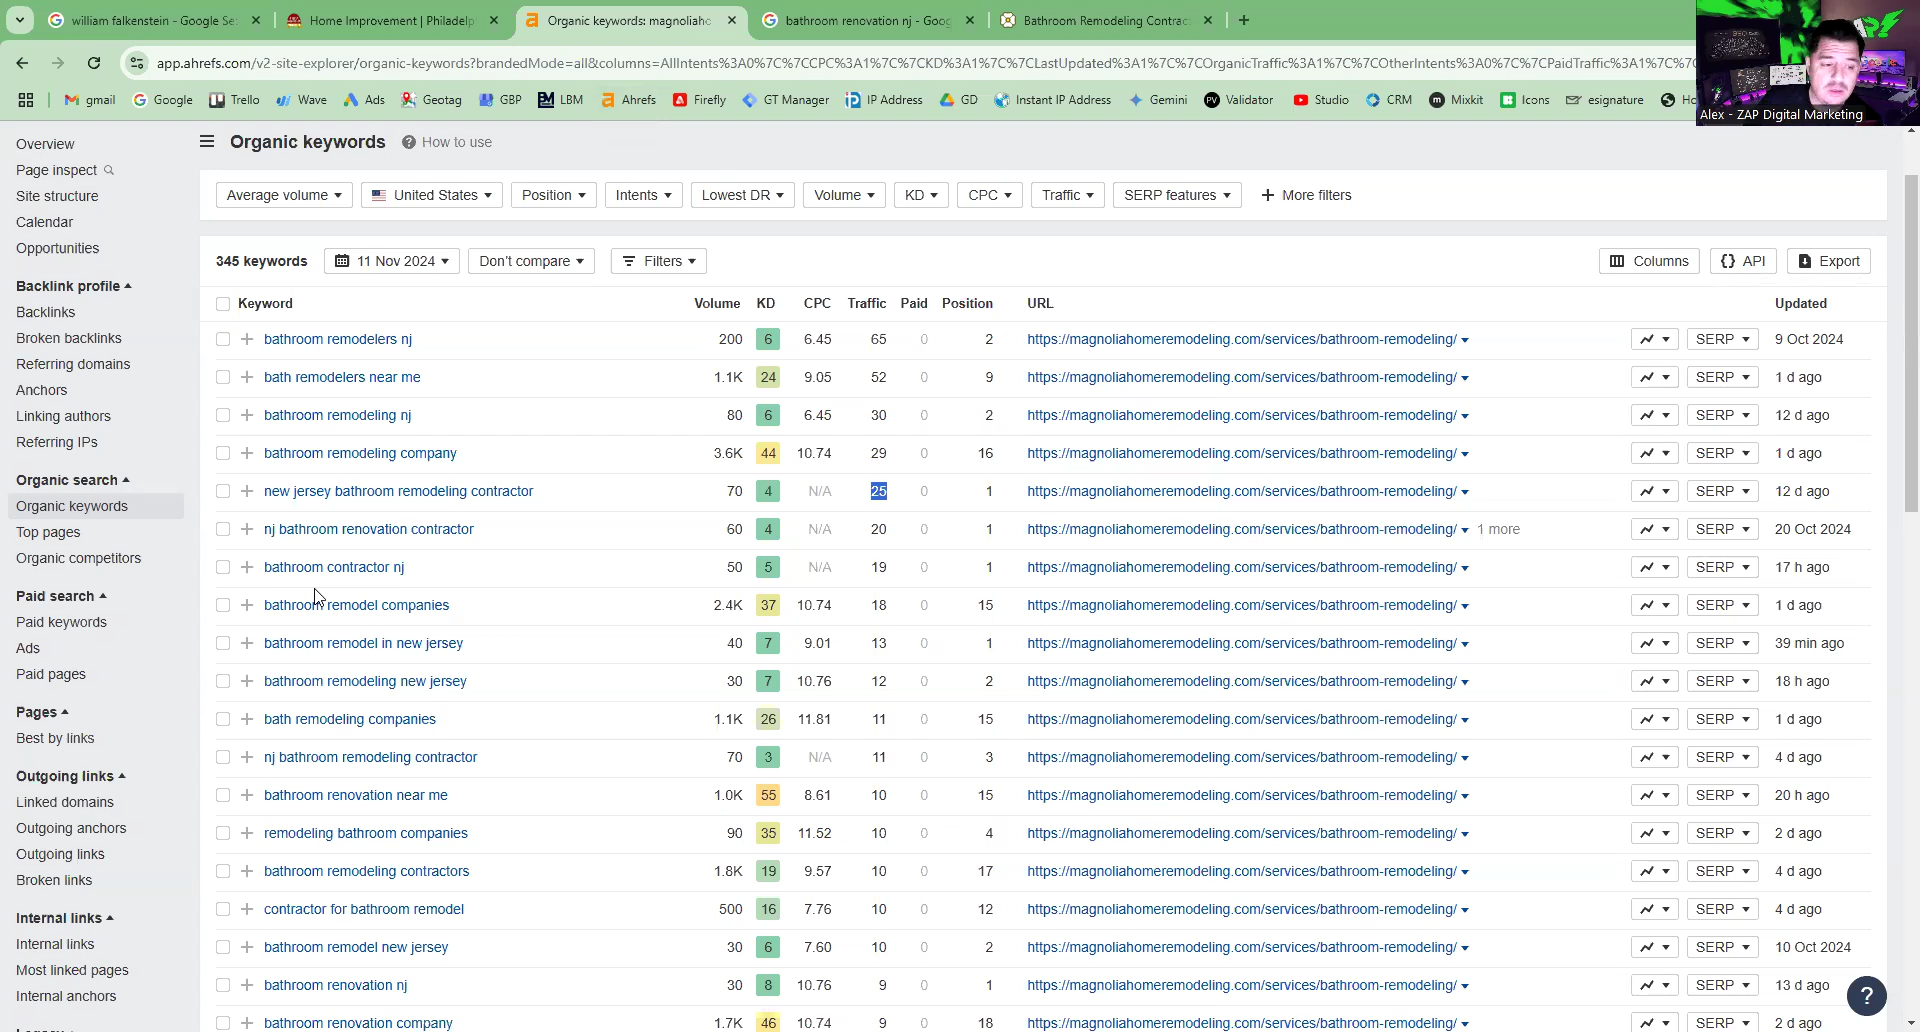 william falkenstein - Google Se
Home Improvement | Philadelp
Organic keywords: magnoliaho
bathroom renovation nj - Goog
Bathroom Remodeling Contrac
app.ahrefs.com/v2-site-explorer/organic-keywords?brandedMode=all&columns=AllIntents%3A0%7C%7CCPC%3A1%7C%7CKD%3A1%7C%7CLastUpdated%3A1%7C%7COrganicTraffic%3A1%7C%7COtherIntents%3A0%7C%7CPaidTraffic%3A1%7C%7C
gmail Google Trello Wave Ads Geotag GBP LBM Ahrefs Firefly GT Manager IP Address GD Instant IP Address Gemini Validator Studio CRM Mixkit Icons esignature Ho
Alex - ZAP Digital Marketing
Overview
Page inspect
Site structure
Calendar
Opportunities
Backlink profile
Backlinks
Broken backlinks
Referring domains
Anchors
Linking authors
Referring IPs
Organic search
Organic keywords
Top pages
Organic competitors
Paid search
Paid keywords
Ads
Paid pages
Pages
Best by links
Outgoing links
Linked domains
Outgoing anchors
Outgoing links
Broken links
Internal links
Internal links
Most linked pages
Internal anchors
Organic keywords ? How to use
Average volume United States Position Intents Lowest DR Volume KD CPC Traffic SERP features + More filters
345 keywords 11 Nov 2024 Don't compare Filters Columns {} API Export
Keyword Volume KD CPC Traffic Paid Position URL Updated
bathroom remodelers nj 200 6 6.45 65 0 2 https://magnoliahomeremodeling.com/services/bathroom-remodeling/ SERP 9 Oct 2024
bath remodelers near me 1.1K 24 9.05 52 0 9 https://magnoliahomeremodeling.com/services/bathroom-remodeling/ SERP 1 d ago
bathroom remodeling nj 80 6 6.45 30 0 2 https://magnoliahomeremodeling.com/services/bathroom-remodeling/ SERP 12 d ago
bathroom remodeling company 3.6K 44 10.74 29 0 16 https://magnoliahomeremodeling.com/services/bathroom-remodeling/ SERP 1 d ago
new jersey bathroom remodeling contractor 70 4 N/A 25 0 1 https://magnoliahomeremodeling.com/services/bathroom-remodeling/ SERP 12 d ago
nj bathroom renovation contractor 60 4 N/A 20 0 1 https://magnoliahomeremodeling.com/services/bathroom-remodeling/ 1 more SERP 20 Oct 2024
bathroom contractor nj 50 5 N/A 19 0 1 https://magnoliahomeremodeling.com/services/bathroom-remodeling/ SERP 17 h ago
bathroom remodel companies 2.4K 37 10.74 18 0 15 https://magnoliahomeremodeling.com/services/bathroom-remodeling/ SERP 1 d ago
bathroom remodel in new jersey 40 7 9.01 13 0 1 https://magnoliahomeremodeling.com/services/bathroom-remodeling/ SERP 39 min ago
bathroom remodeling new jersey 30 7 10.76 12 0 2 https://magnoliahomeremodeling.com/services/bathroom-remodeling/ SERP 18 h ago
bath remodeling companies 1.1K 26 11.81 11 0 15 https://magnoliahomeremodeling.com/services/bathroom-remodeling/ SERP 1 d ago
nj bathroom remodeling contractor 70 3 N/A 11 0 3 https://magnoliahomeremodeling.com/services/bathroom-remodeling/ SERP 4 d ago
bathroom renovation near me 1.0K 55 8.61 10 0 15 https://magnoliahomeremodeling.com/services/bathroom-remodeling/ SERP 20 h ago
remodeling bathroom companies 90 35 11.52 10 0 4 https://magnoliahomeremodeling.com/services/bathroom-remodeling/ SERP 2 d ago
bathroom remodeling contractors 1.8K 19 9.57 10 0 17 https://magnoliahomeremodeling.com/services/bathroom-remodeling/ SERP 4 d ago
contractor for bathroom remodel 500 16 7.76 10 0 12 https://magnoliahomeremodeling.com/services/bathroom-remodeling/ SERP 4 d ago
bathroom remodel new jersey 30 6 7.60 10 0 2 https://magnoliahomeremodeling.com/services/bathroom-remodeling/ SERP 10 Oct 2024
bathroom renovation nj 30 8 10.76 9 0 1 https://magnoliahomeremodeling.com/services/bathroom-remodeling/ SERP 13 d ago
bathroom renovation company 1.7K 46 10.74 9 0 18 https://magnoliahomeremodeling.com/services/bathroom-remodeling/ SERP 2 d ago
?